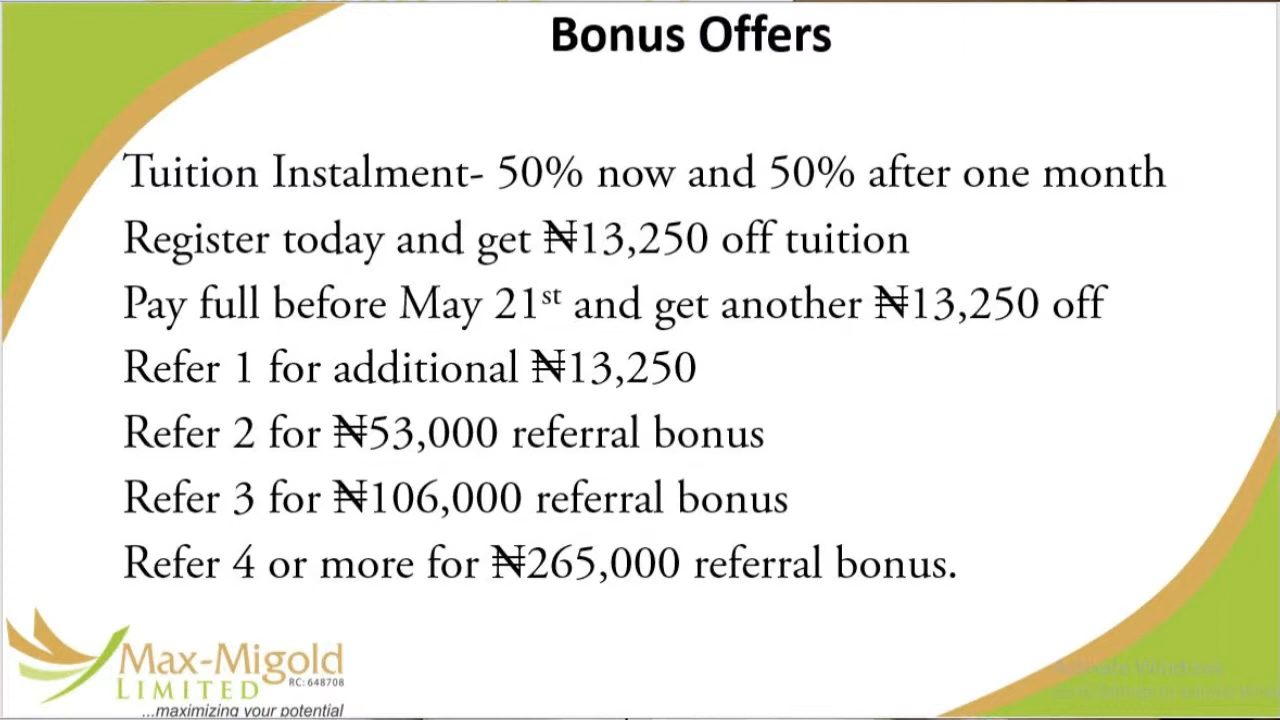 Bonus Offers
Tuition Instalment- 50% now and 50% after one month
Register today and get ₦13,250 off tuition
Pay full before May 21st and get another ₦13,250 off
Refer 1 for additional ₦13,250
Refer 2 for ₦53,000 referral bonus
Refer 3 for ₦106,000 referral bonus
Refer 4 or more for ₦265,000 referral bonus.
Max-Migold
LIMITED RC: 648708
...maximizing your potential
Activate Windows